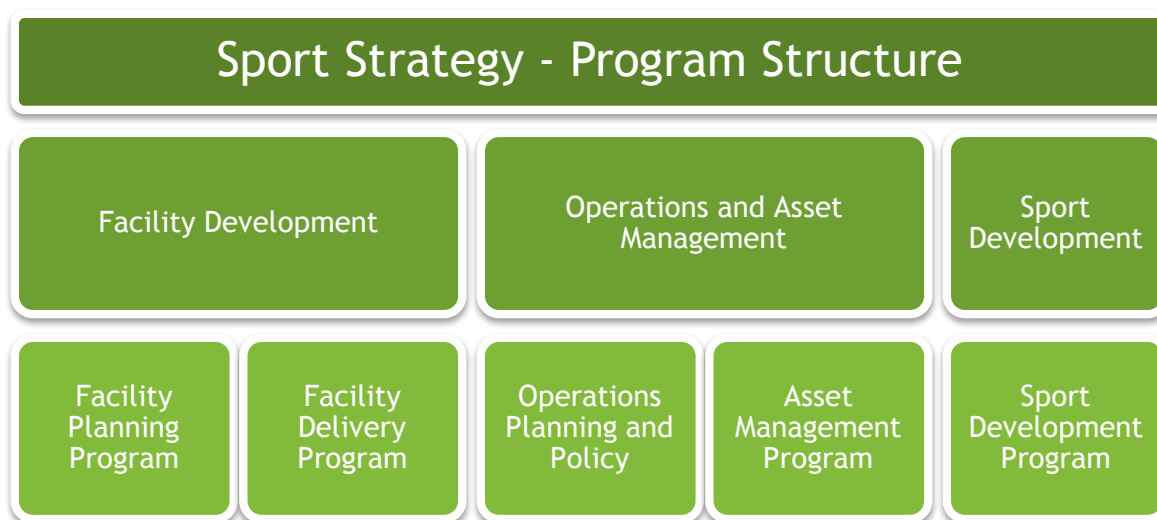 Sport Strategy - Program Structure
Facility Development
Operations and Asset
Management
Sport
Development
Facility
Planning
Program
Facility
Delivery
Program
Operations
Planning and
Policy
Asset
Management
Program
Sport
Development
Program